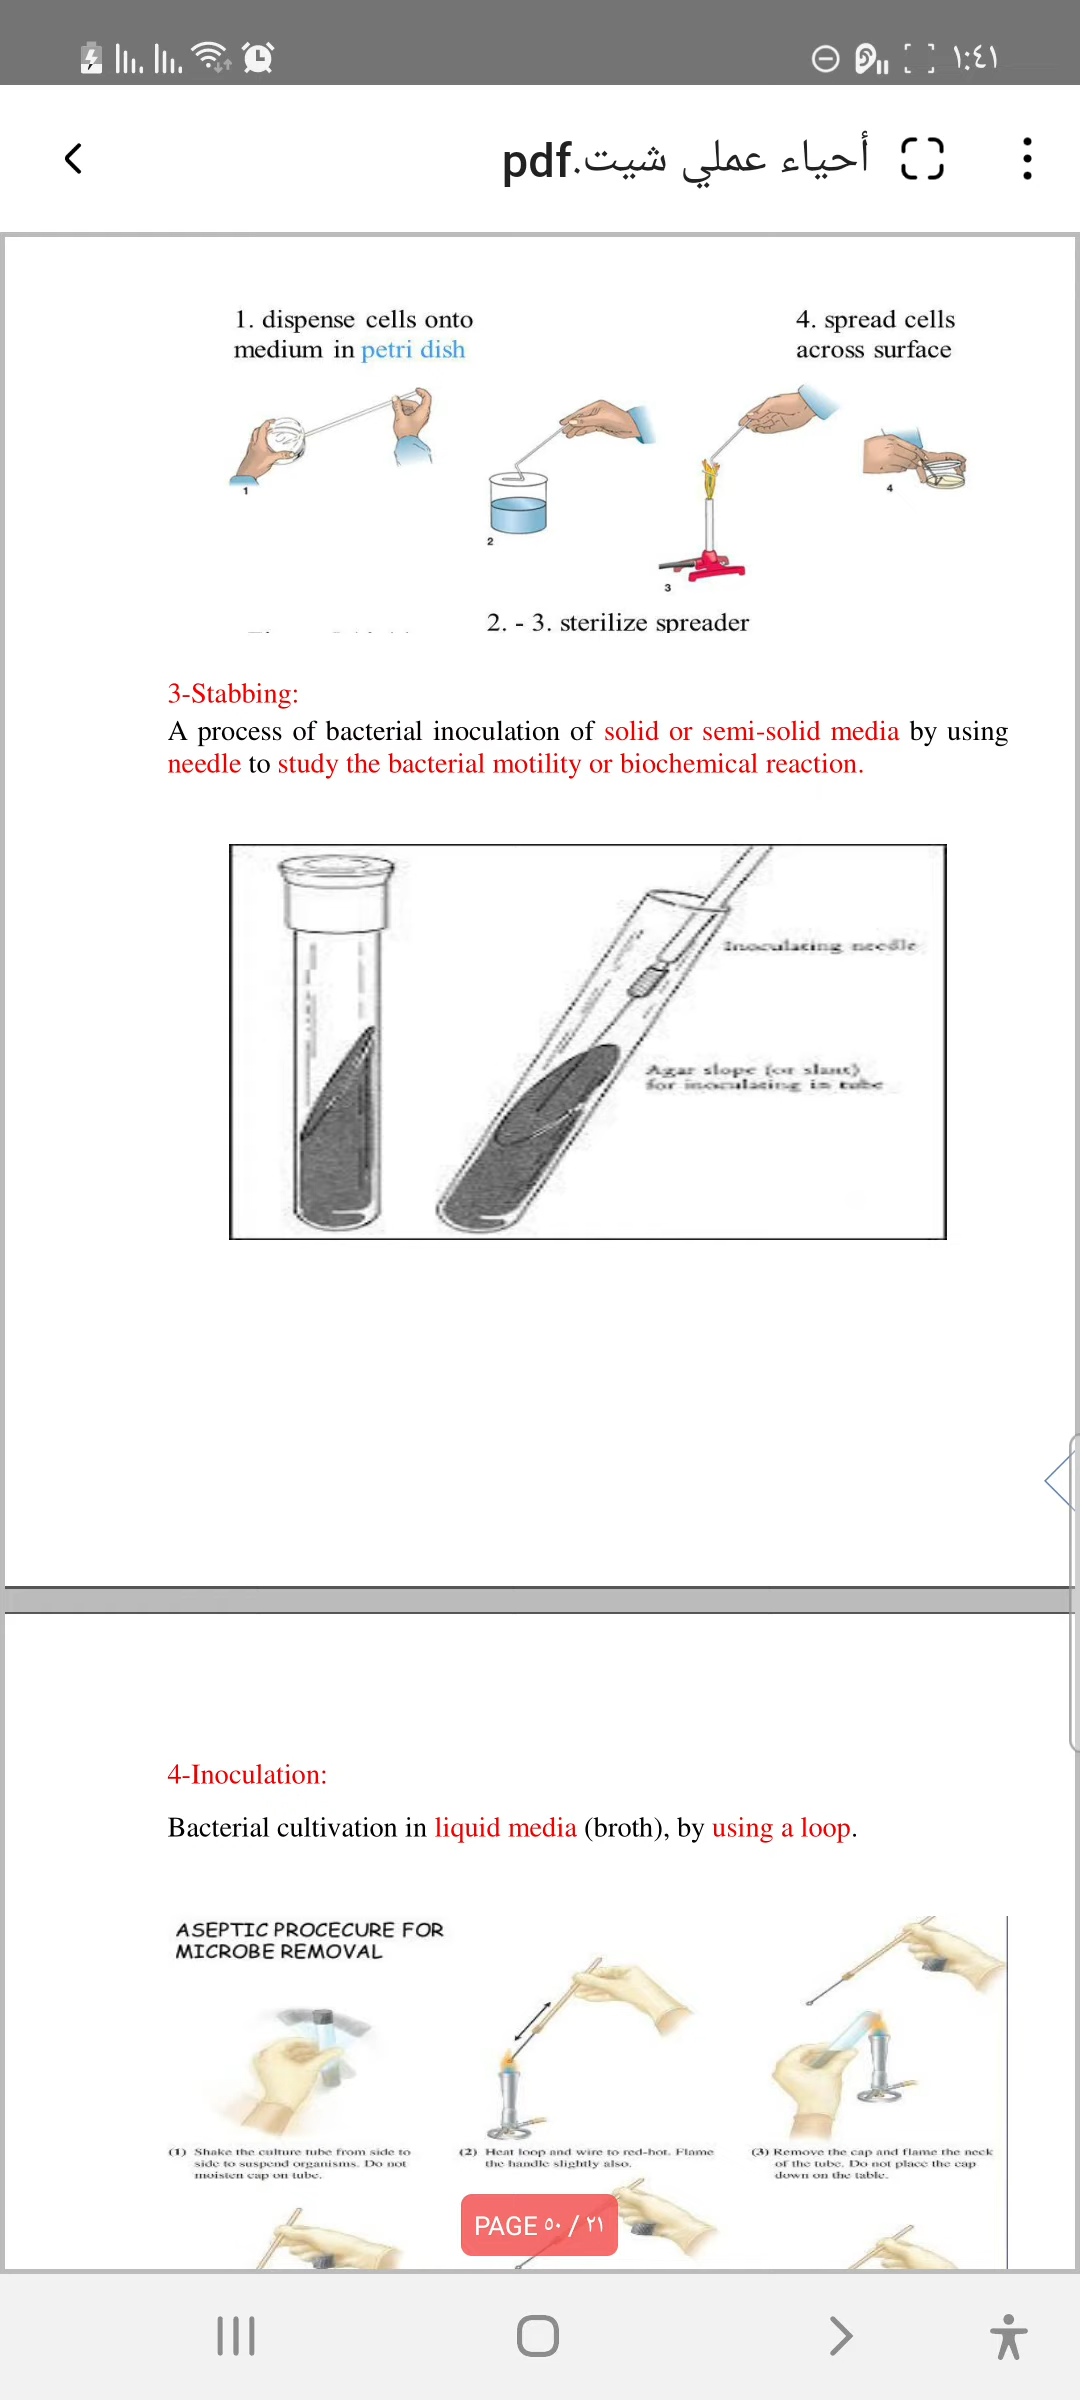 ١:٤١
أحياء عملي شيت.pdf
1. dispense cells onto
medium in petri dish
4. spread cells
across surface
1
2
3
4
2. - 3. sterilize spreader
3-Stabbing:
A process of bacterial inoculation of solid or semi-solid media by using
needle to study the bacterial motility or biochemical reaction.
Inoculating needle
Agar slope (or slant)
for inoculating in tube
4-Inoculation:
Bacterial cultivation in liquid media (broth), by using a loop.
ASEPTIC PROCECURE FOR
MICROBE REMOVAL
(1) Shake the culture tube from side to
side to suspend organisms. Do not
moisten cap on tube.
(2) Heat loop and wire to red-hot. Flame
the handle slightly also.
(3) Remove the cap and flame the neck
of the tube. Do not place the cap
down on the table.
PAGE ٥٠ / ٢١